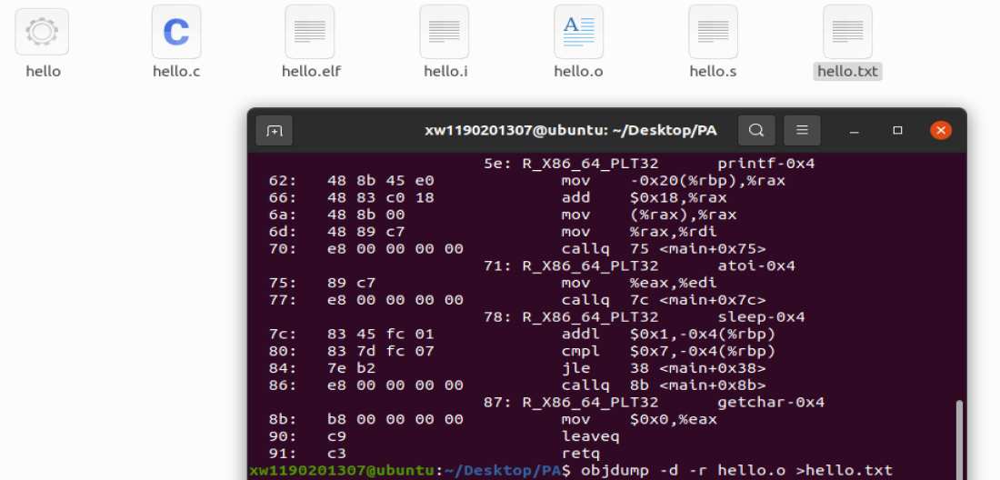 hello
hello.c
hello.elf
hello.i
hello.o
hello.s
hello.txt
xw1190201307@ubuntu: ~/Desktop/PA
5e: R_X86_64_PLT32 printf-0x4
62: 48 8b 45 e0 mov -0x20(%rbp),%rax
66: 48 83 c0 18 add $0x18,%rax
6a: 48 8b 00 mov (%rax),%rax
6d: 48 89 c7 mov %rax,%rdi
70: e8 00 00 00 00 callq 75 <main+0x75>
71: R_X86_64_PLT32 atoi-0x4
75: 89 c7 mov %eax,%edi
77: e8 00 00 00 00 callq 7c <main+0x7c>
78: R_X86_64_PLT32 sleep-0x4
7c: 83 45 fc 01 addl $0x1,-0x4(%rbp)
80: 83 7d fc 07 cmpl $0x7,-0x4(%rbp)
84: 7e b2 jle 38 <main+0x38>
86: e8 00 00 00 00 callq 8b <main+0x8b>
87: R_X86_64_PLT32 getchar-0x4
8b: b8 00 00 00 00 mov $0x0,%eax
90: c9 leaveq
91: c3 retq
xw1190201307@ubuntu:~/Desktop/PA$ objdump -d -r hello.o >hello.txt